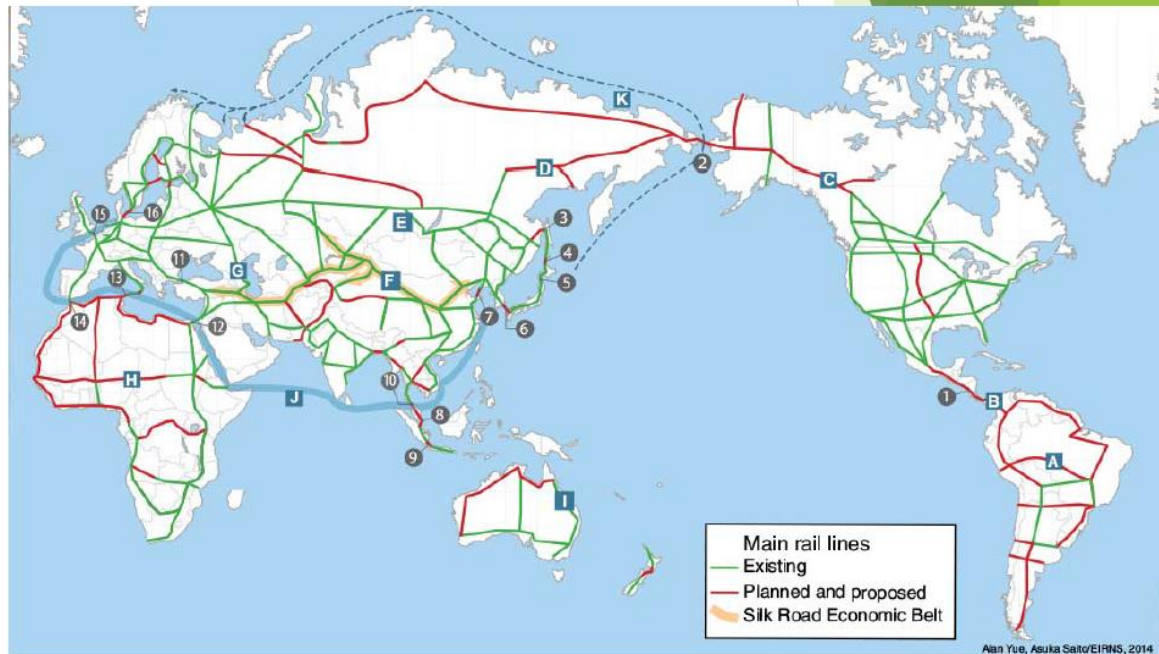 K
2
D
C
3
15
16
E
4
11
G
5
13
F
7
6
14
12
H
10
J
1
B
8
9
A
I
Main rail lines
Existing
Planned and proposed
Silk Road Economic Belt
Alan Yue, Asuka Saito/EIRNS, 2014